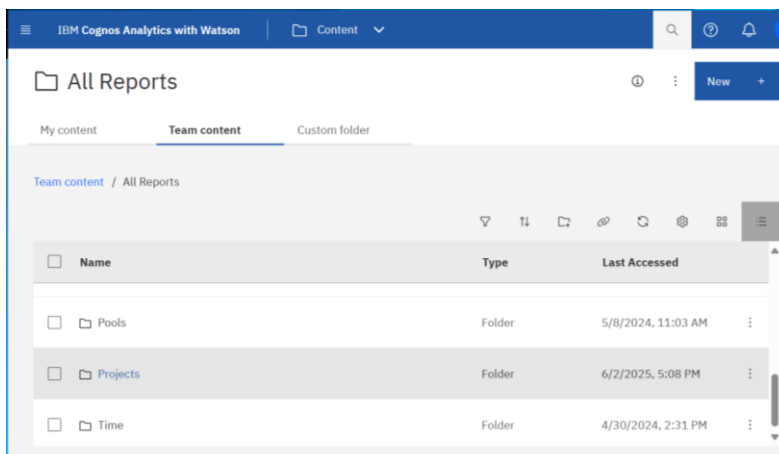 IBM Cognos Analytics with Watson Content
All Reports
New +
My content Team content Custom folder
Team content / All Reports
Name Type Last Accessed
Pools Folder 5/8/2024, 11:03 AM
Projects Folder 6/2/2025, 5:08 PM
Time Folder 4/30/2024, 2:31 PM